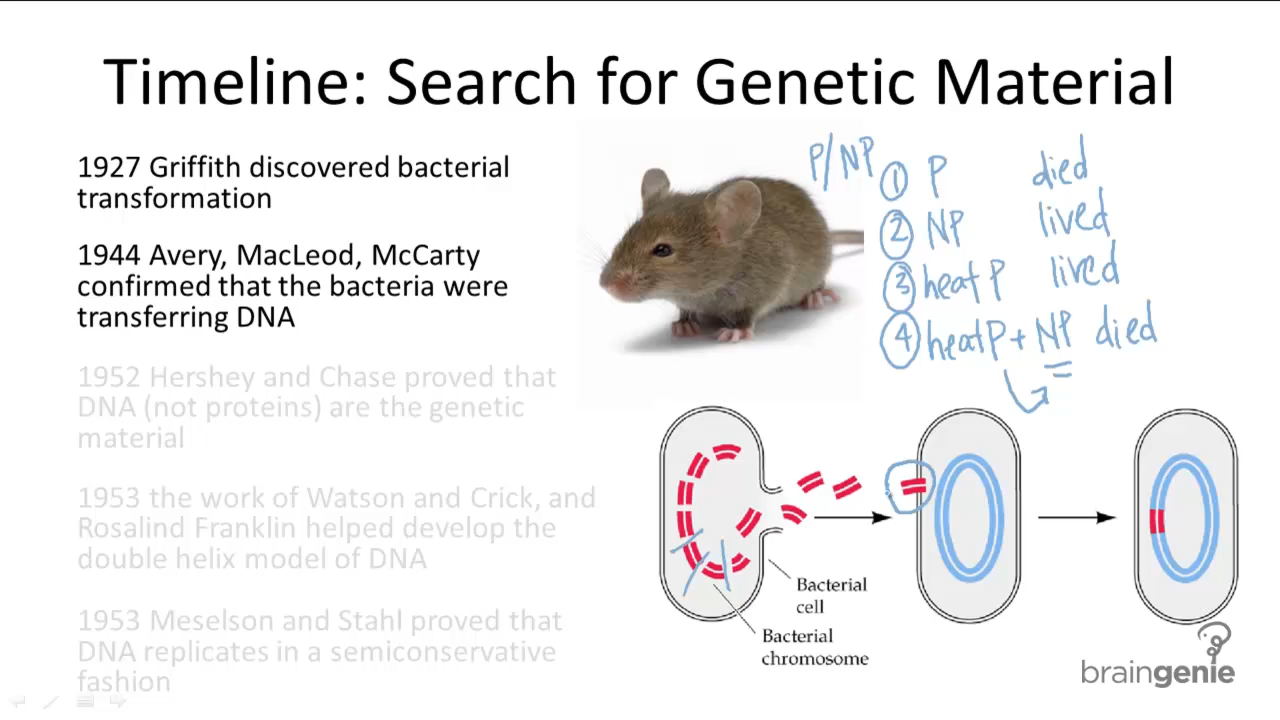 Timeline: Search for Genetic Material
1927 Griffith discovered bacterial
transformation
1944 Avery, MacLeod, McCarty
confirmed that the bacteria were
transferring DNA
1952 Hershey and Chase proved that
DNA (not proteins) are the genetic
material
1953 the work of Watson and Crick, and
Rosalind Franklin helped develop the
double helix model of DNA
1953 Meselson and Stahl proved that
DNA replicates in a semiconservative
fashion
P/NP
1 P died
2 NP lived
3 heat P lived
4 heat P + NP died
Bacterial
cell
Bacterial
chromosome
braingenie